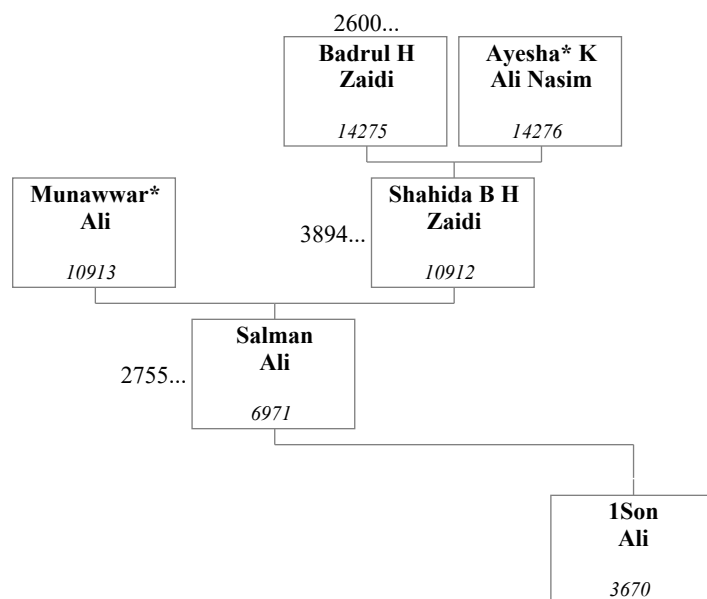 2600...
Badrul H
Zaidi
14275
Ayesha* K
Ali Nasim
14276
Munawwar*
Ali
10913
3894...
Shahida B H
Zaidi
10912
2755...
Salman
Ali
6971
1Son
Ali
3670